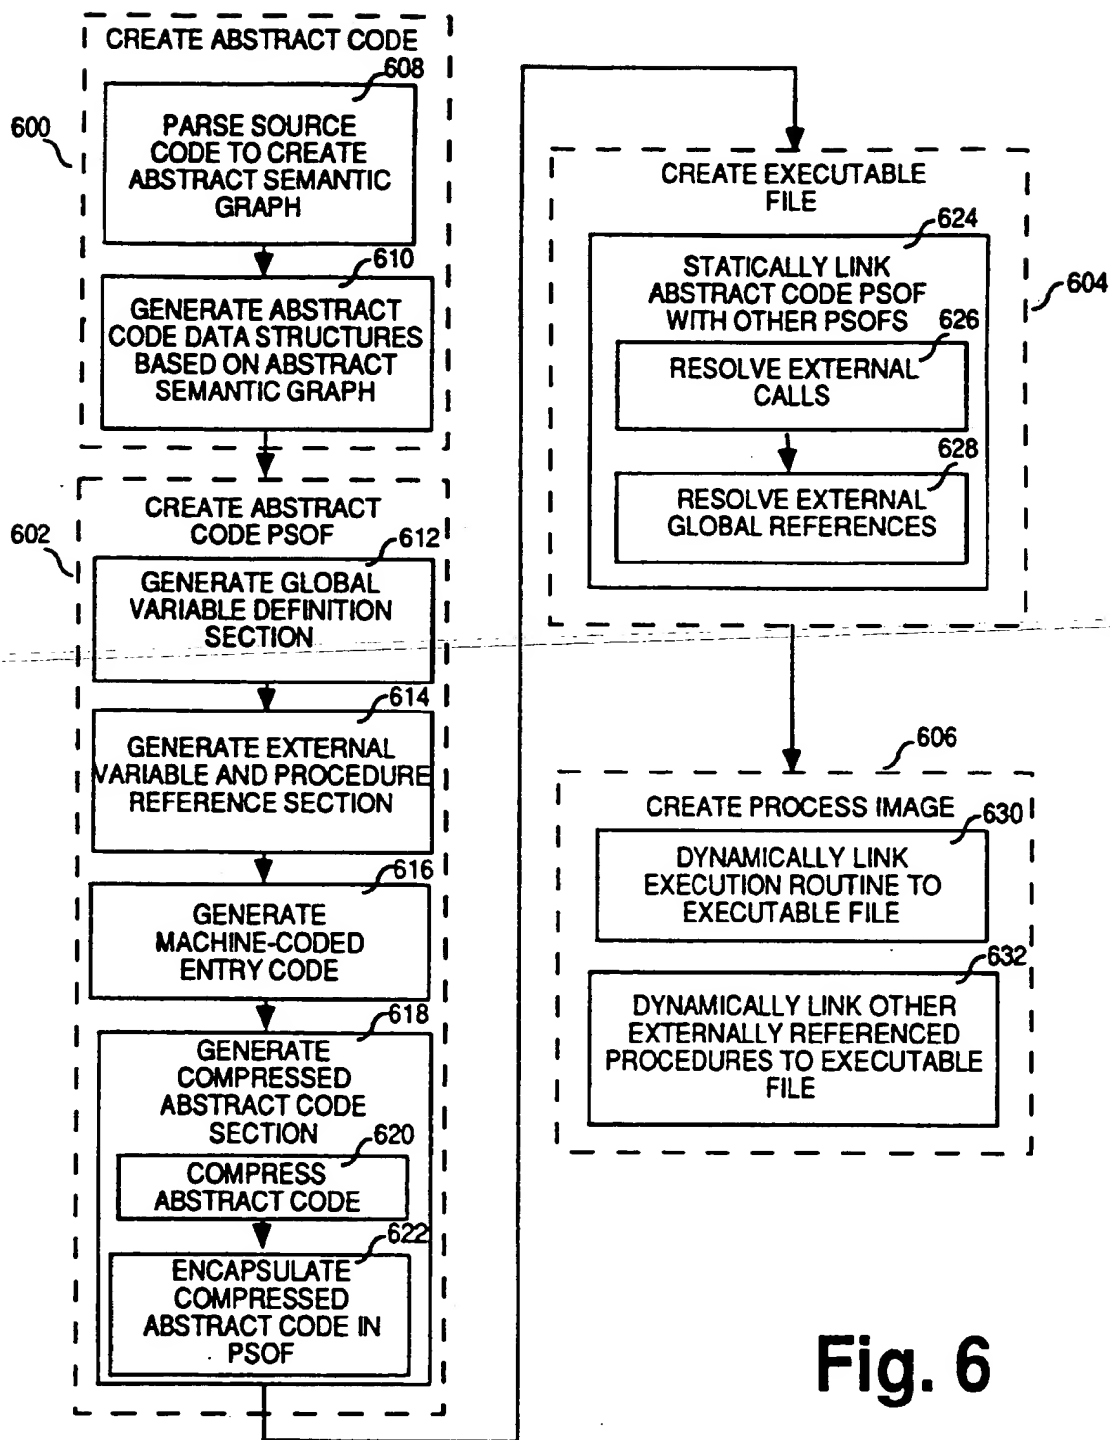 CREATE ABSTRACT CODE
608
600
PARSE SOURCE
CODE TO CREATE
ABSTRACT SEMANTIC
GRAPH
610
GENERATE ABSTRACT
CODE DATA STRUCTURES
BASED ON ABSTRACT
SEMANTIC GRAPH
CREATE ABSTRACT
CODE PSOF
602
612
GENERATE GLOBAL
VARIABLE DEFINITION
SECTION
614
GENERATE EXTERNAL
VARIABLE AND PROCEDURE
REFERENCE SECTION
616
GENERATE
MACHINE-CODED
ENTRY CODE
618
GENERATE
COMPRESSED
ABSTRACT CODE
SECTION
620
COMPRESS
ABSTRACT CODE
622
ENCAPSULATE
COMPRESSED
ABSTRACT CODE IN
PSOF
CREATE EXECUTABLE
FILE
624
604
STATICALLY LINK
ABSTRACT CODE PSOF
WITH OTHER PSOFS
626
RESOLVE EXTERNAL
CALLS
628
RESOLVE EXTERNAL
GLOBAL REFERENCES
606
CREATE PROCESS IMAGE
630
DYNAMICALLY LINK
EXECUTION ROUTINE TO
EXECUTABLE FILE
632
DYNAMICALLY LINK OTHER
EXTERNALLY REFERENCED
PROCEDURES TO EXECUTABLE
FILE
Fig. 6